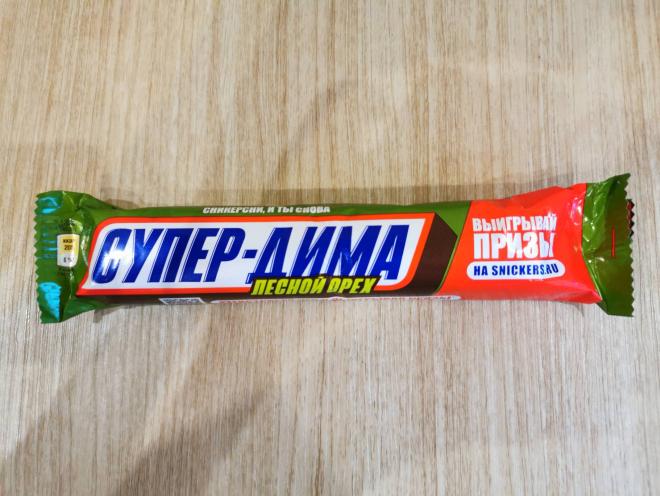 СНИКЕРСНИ, И ТЫ СНОВА
СУПЕР-ДИМА
ЛЕСНОЙ ОРЕХ
ВЫИГРЫВАЙ
ПРИЗЫ
НА SNICKERS.RU